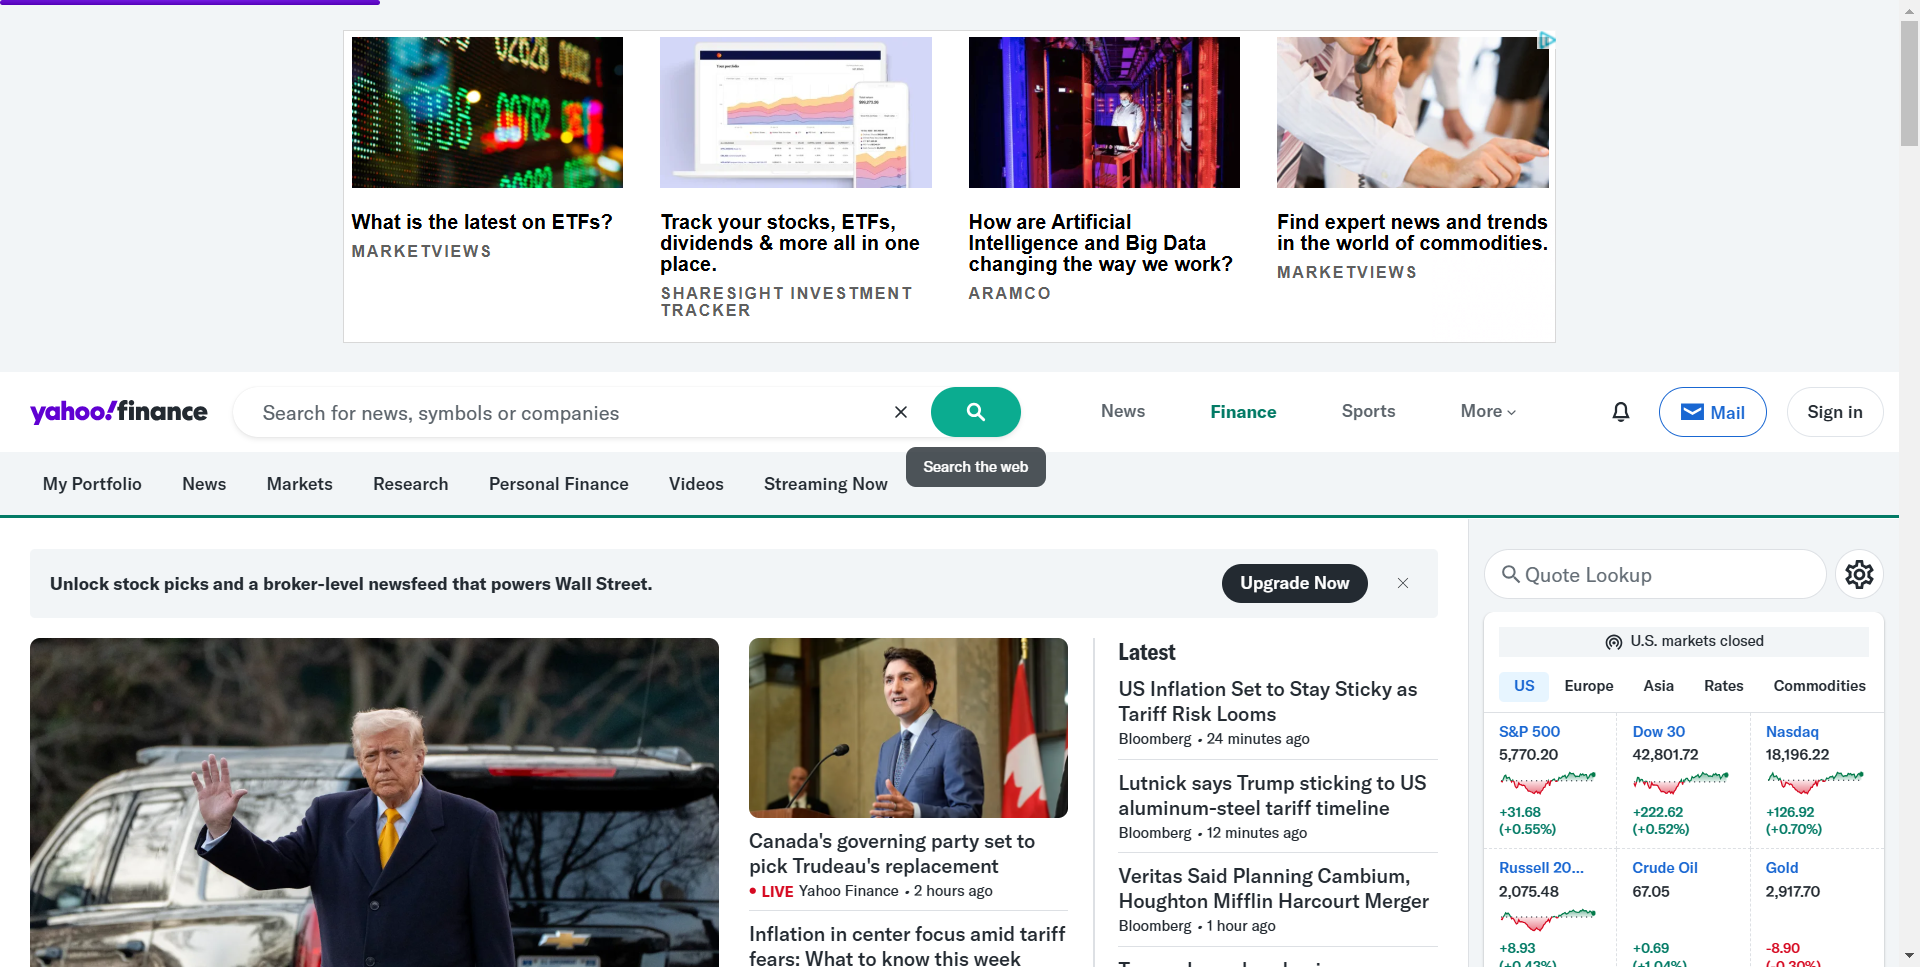 What is the latest on ETFs?
MARKETVIEWS
Track your stocks, ETFs,
dividends & more all in one
place.
SHARESIGHT INVESTMENT
TRACKER
How are Artificial
Intelligence and Big Data
changing the way we work?
ARAMCO
Find expert news and trends
in the world of commodities.
MARKETVIEWS
yahoo!finance
Search for news, symbols or companies
News
Finance
Sports
More
Mail
Sign in
Search the web
My Portfolio
News
Markets
Research
Personal Finance
Videos
Streaming Now
Unlock stock picks and a broker-level newsfeed that powers Wall Street.
Upgrade Now
Canada's governing party set to
pick Trudeau's replacement
• LIVE Yahoo Finance • 2 hours ago
Inflation in center focus amid tariff
fears: What to know this week
Latest
US Inflation Set to Stay Sticky as
Tariff Risk Looms
Bloomberg • 24 minutes ago
Lutnick says Trump sticking to US
aluminum-steel tariff timeline
Bloomberg • 12 minutes ago
Veritas Said Planning Cambium,
Houghton Mifflin Harcourt Merger
Bloomberg • 1 hour ago
Quote Lookup
U.S. markets closed
US
Europe
Asia
Rates
Commodities
S&P 500
5,770.20
+31.68
(+0.55%)
Dow 30
42,801.72
+222.62
(+0.52%)
Nasdaq
18,196.22
+126.92
(+0.70%)
Russell 20...
2,075.48
+8.93
(+0.43%)
Crude Oil
67.05
+0.69
(+1.04%)
Gold
2,917.70
-8.90
(-0.30%)